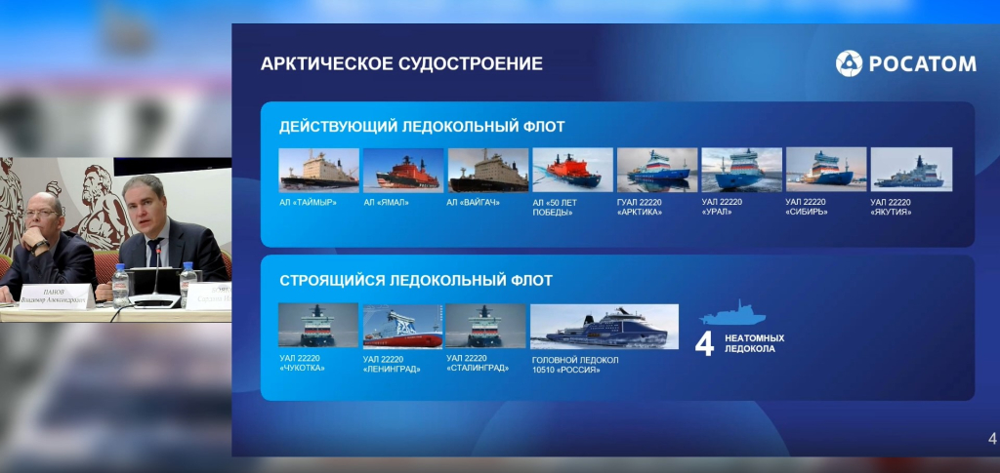 АРКТИЧЕСКОЕ СУДОСТРОЕНИЕ
РОСАТОМ
ДЕЙСТВУЮЩИЙ ЛЕДОКОЛЬНЫЙ ФЛОТ
АЛ «ТАЙМЫР»
АЛ «ЯМАЛ»
АЛ «ВАЙГАЧ»
АЛ «50 ЛЕТ
ПОБЕДЫ»
ГУАЛ 22220
«АРКТИКА»
УАЛ 22220
«УРАЛ»
УАЛ 22220
«СИБИРЬ»
УАЛ 22220
«ЯКУТИЯ»
СТРОЯЩИЙСЯ ЛЕДОКОЛЬНЫЙ ФЛОТ
УАЛ 22220
«ЧУКОТКА»
УАЛ 22220
«ЛЕНИНГРАД»
УАЛ 22220
«СТАЛИНГРАД»
ГОЛОВНОЙ ЛЕДОКОЛ
10510 «РОССИЯ»
4 НЕАТОМНЫХ
ЛЕДОКОЛА
4
ПАНОВ
Владимир Александрович